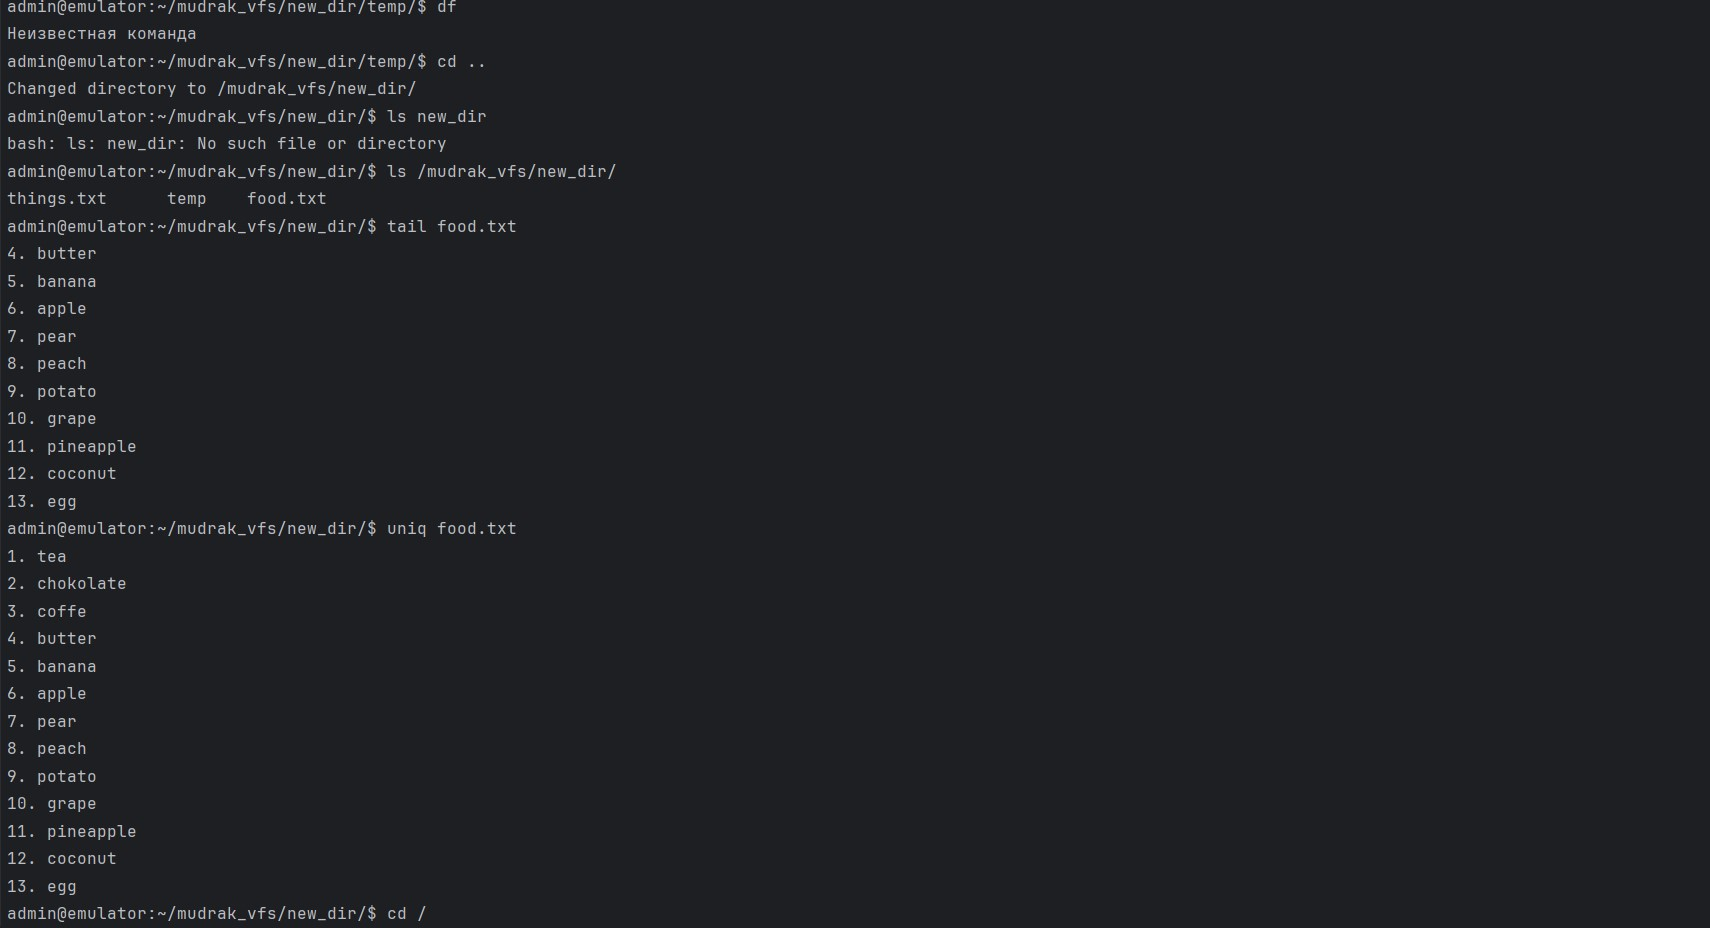 admin@emulator:~/mudrak_vfs/new_dir/temp/$ df
Неизвестная команда
admin@emulator:~/mudrak_vfs/new_dir/temp/$ cd ..
Changed directory to /mudrak_vfs/new_dir/
admin@emulator:~/mudrak_vfs/new_dir/$ ls new_dir
bash: ls: new_dir: No such file or directory
admin@emulator:~/mudrak_vfs/new_dir/$ ls /mudrak_vfs/new_dir/
things.txt      temp    food.txt
admin@emulator:~/mudrak_vfs/new_dir/$ tail food.txt
4. butter
5. banana
6. apple
7. pear
8. peach
9. potato
10. grape
11. pineapple
12. coconut
13. egg
admin@emulator:~/mudrak_vfs/new_dir/$ uniq food.txt
1. tea
2. chokolate
3. coffe
4. butter
5. banana
6. apple
7. pear
8. peach
9. potato
10. grape
11. pineapple
12. coconut
13. egg
admin@emulator:~/mudrak_vfs/new_dir/$ cd /